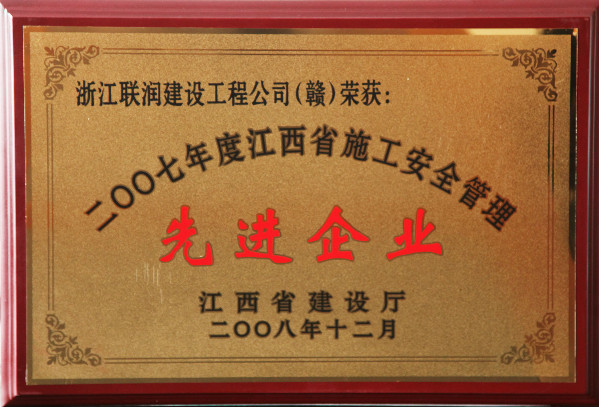 浙江联润建设工程公司(赣)荣获:
二〇〇七年度江西省施工安全管理
先进企业
江西省建设厅
二〇〇八年十二月